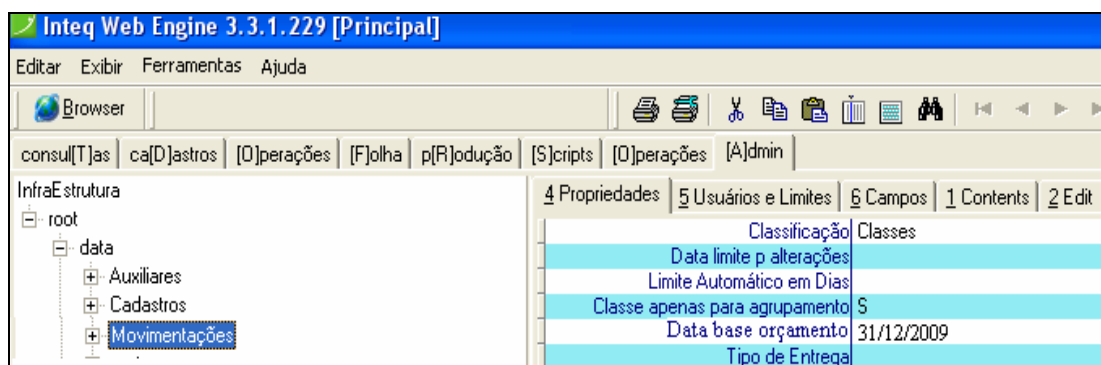 Inteq Web Engine 3.3.1.229 [Principal]
Editar Exibir Ferramentas Ajuda
Browser
consul[T]as ca[D]astros [O]perações [F]olha p[R]odução [S]cripts [O]perações [A]dmin
InfraEstrutura
root
data
Auxiliares
Cadastros
Movimentações
4 Propriedades 5 Usuários e Limites 6 Campos 1 Contents 2 Edit
Classificação Classes
Data limite p alterações
Limite Automático em Dias
Classe apenas para agrupamento S
Data base orçamento 31/12/2009
Tipo de Entrega